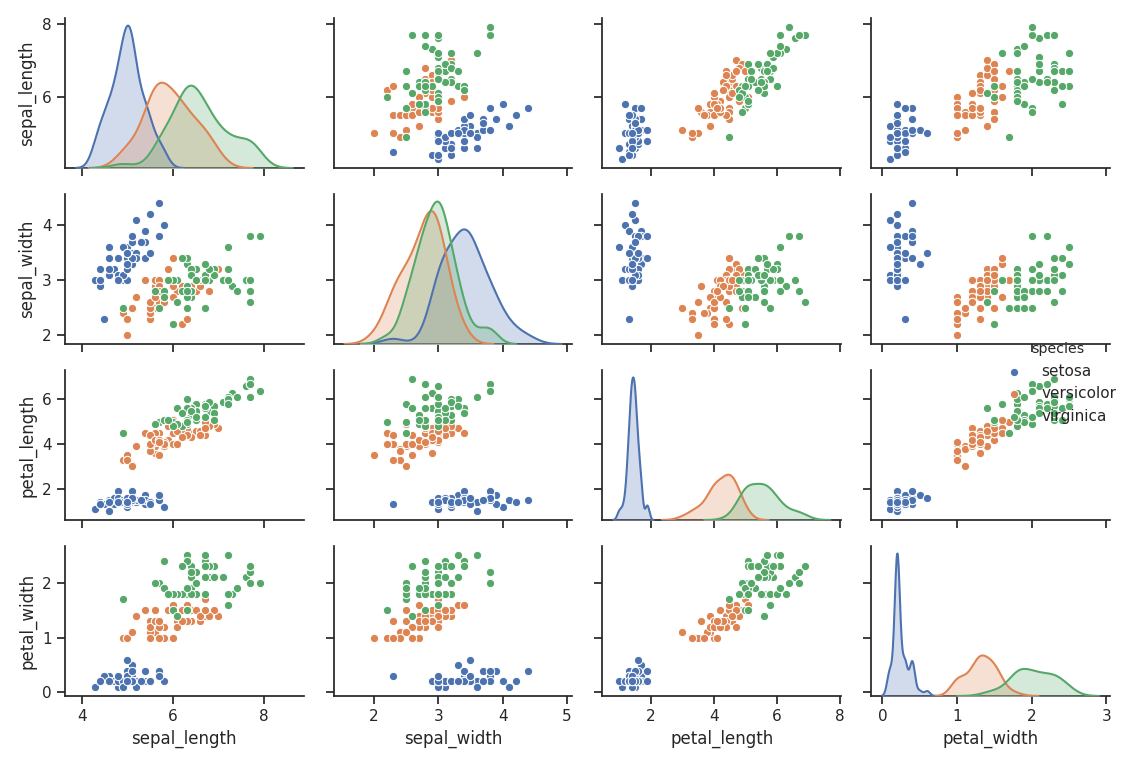 sepal_length
8
6
sepal_width
4
3
2
species
setosa
versicolor
virginica
petal_length
6
4
2
petal_width
2
1
0
4 6 8 2 3 4 5 2 4 6 8 0 1 2 3
sepal_length sepal_width petal_length petal_width